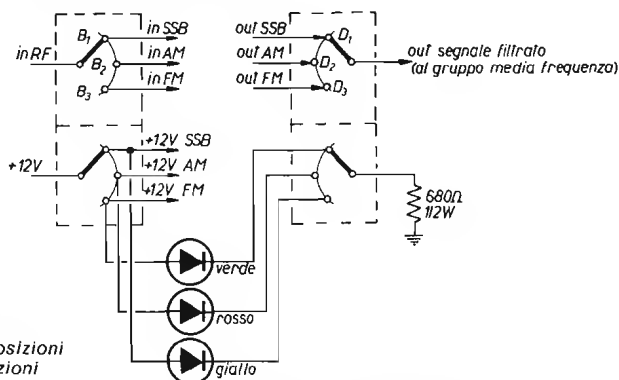 in SSB
B1
in RF
in AM
B2
in FM
B3
out SSB
D1
out AM
D2
out FM
D3
out segnale filtrato
(al gruppo media frequenza)
+12V SSB
+12V
+12V AM
+12V FM
680Ω
1/2W
verde
rosso
giallo
osizioni
zioni